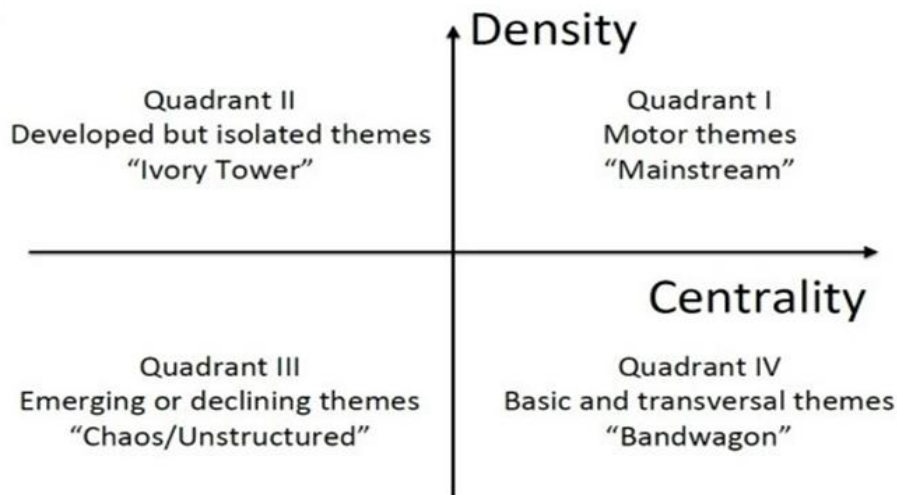 Density
Quadrant II
Developed but isolated themes
“Ivory Tower”
Quadrant I
Motor themes
“Mainstream”
Centrality
Quadrant III
Emerging or declining themes
“Chaos/Unstructured”
Quadrant IV
Basic and transversal themes
“Bandwagon”